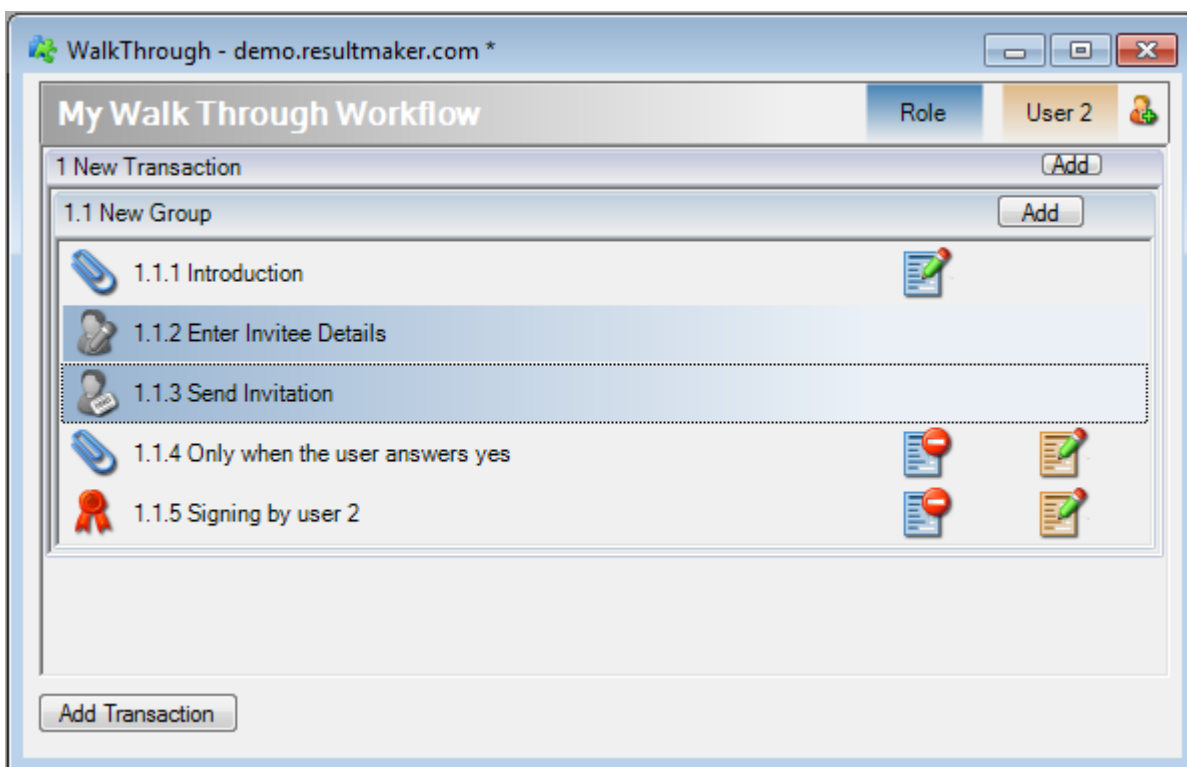 WalkThrough - demo.resultmaker.com *
My Walk Through Workflow Role User 2
1 New Transaction Add
1.1 New Group Add
1.1.1 Introduction
1.1.2 Enter Invitee Details
1.1.3 Send Invitation
1.1.4 Only when the user answers yes
1.1.5 Signing by user 2
Add Transaction